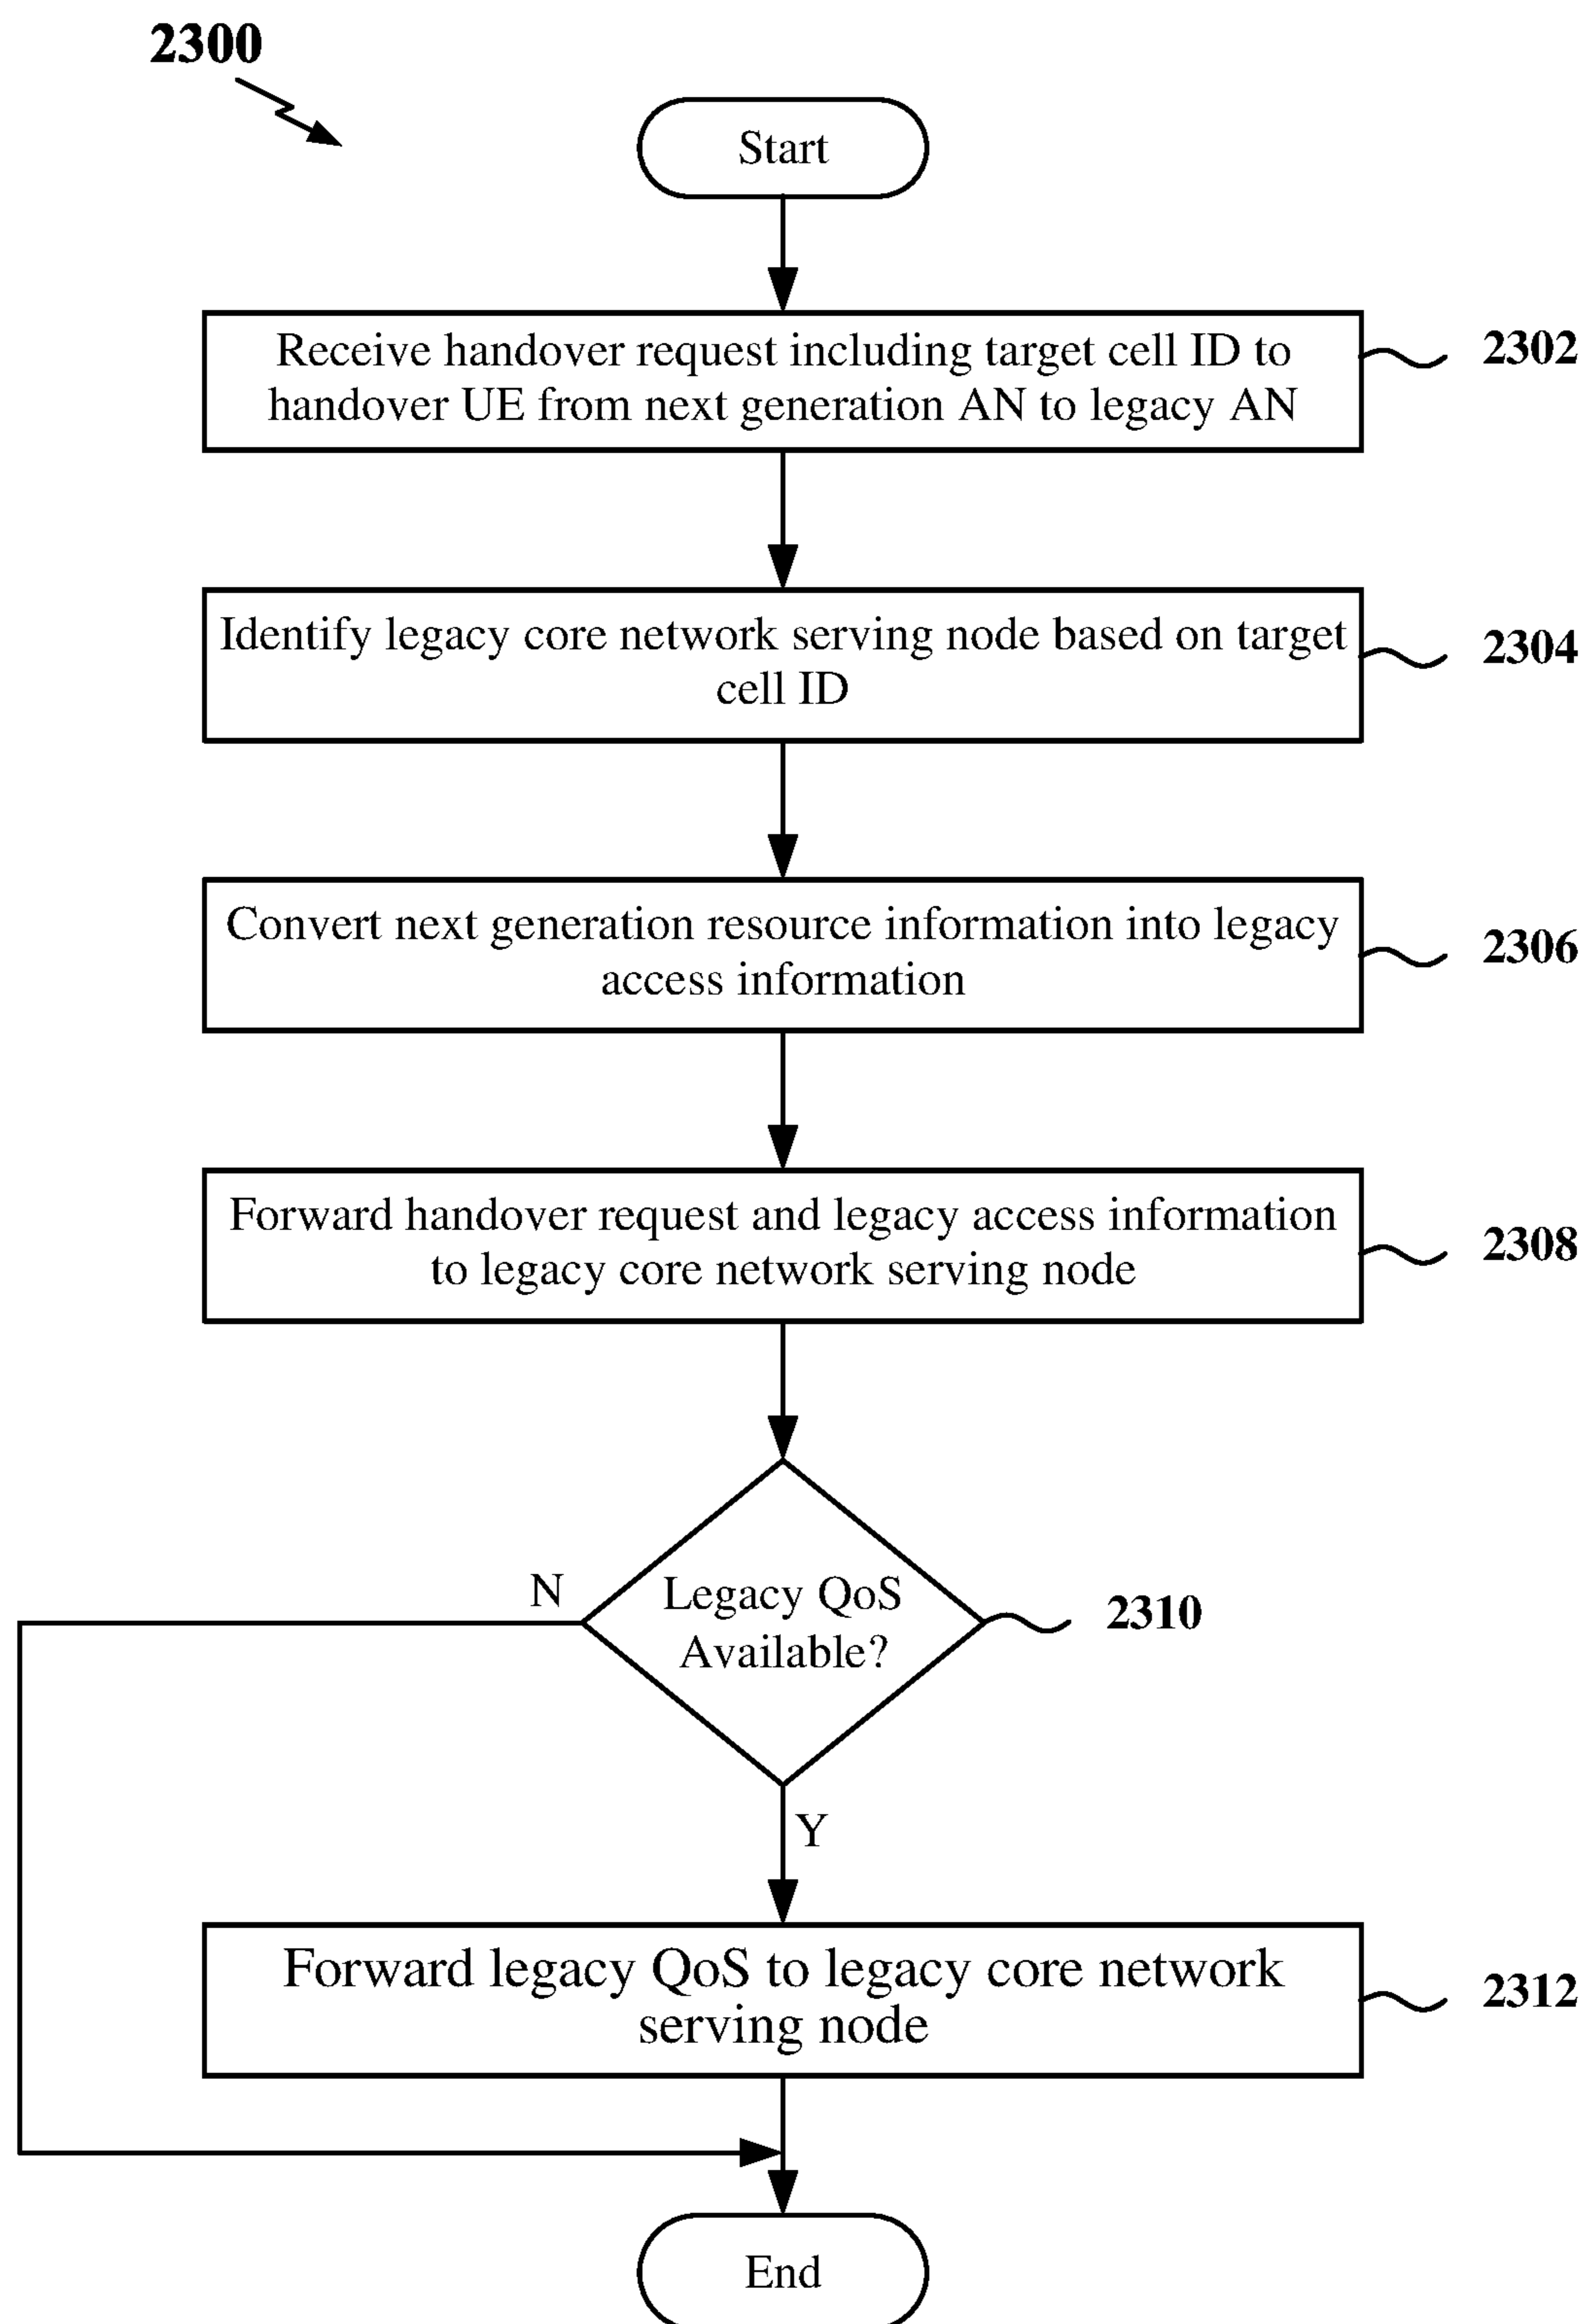 2300
Start
Receive handover request including target cell ID to
handover UE from next generation AN to legacy AN
2302
Identify legacy core network serving node based on target
cell ID
2304
Convert next generation resource information into legacy
access information
2306
Forward handover request and legacy access information
to legacy core network serving node
2308
N
Legacy QoS
Available?
2310
Y
Forward legacy QoS to legacy core network
serving node
2312
End